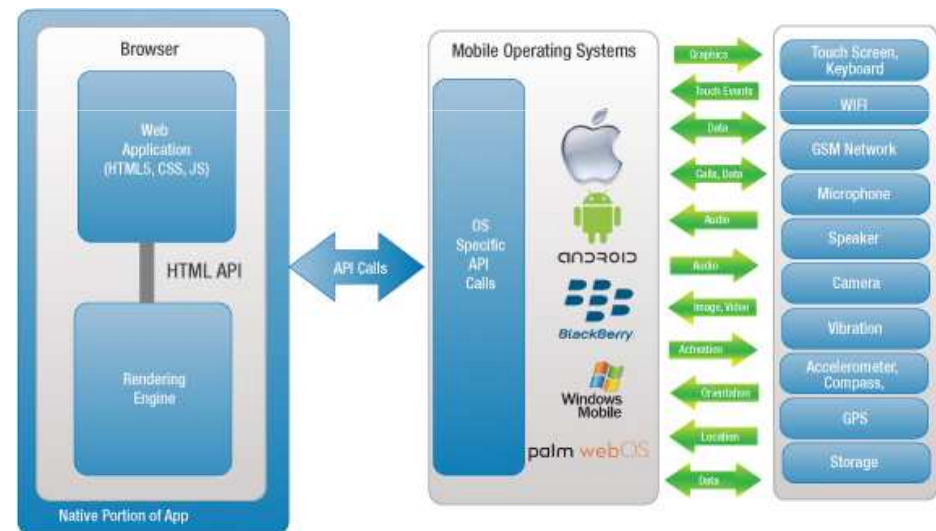 Browser
Web
Application
(HTML5, CSS, JS)
HTML API
Rendering
Engine
Native Portion of App
API Calls
Mobile Operating Systems
OS
Specific
API
Calls
ANDROID
BlackBerry
Windows
Mobile
palm webOS
Graphics
Touch Events
Data
Calls, Data
Audio
Audio
Image, Video
Activation
Orientation
Location
Data
Touch Screen,
Keyboard
WIFI
GSM Network
Microphone
Speaker
Camera
Vibration
Accelerometer,
Compass,
GPS
Storage